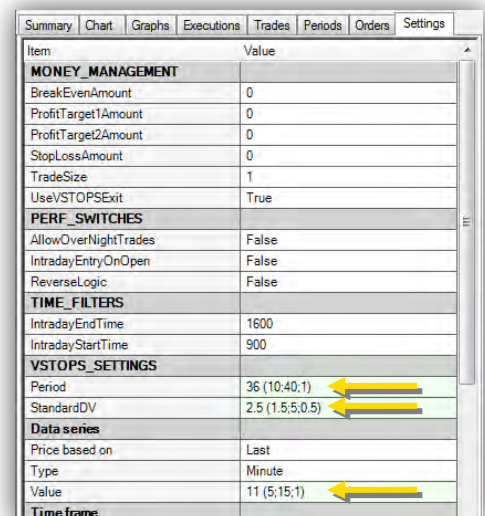 Summary Chart Graphs Executions Trades Periods Orders Settings
Item Value
MONEY_MANAGEMENT
BreakEvenAmount 0
ProfitTarget1Amount 0
ProfitTarget2Amount 0
StopLossAmount 0
TradeSize 1
UseVSTOPSExit True
PERF_SWITCHES
AllowOverNightTrades False
IntradayEntryOnOpen False
ReverseLogic False
TIME_FILTERS
IntradayEndTime 1600
IntradayStartTime 900
VSTOPS_SETTINGS
Period 36 (10;40;1)
StandardDV 2.5 (1.5;5;0.5)
Data series
Price based on Last
Type Minute
Value 11 (5;15;1)
Time frame